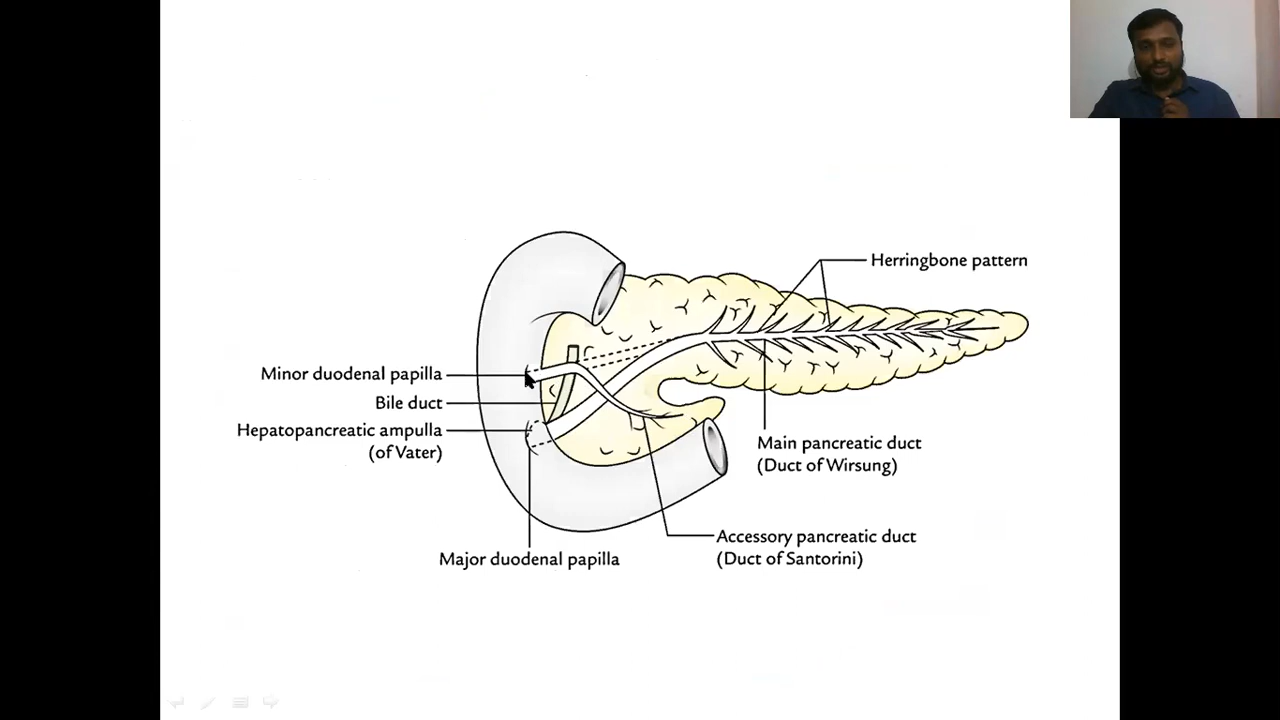 Herringbone pattern
Minor duodenal papilla
Bile duct
Hepatopancreatic ampulla
(of Vater)
Main pancreatic duct
(Duct of Wirsung)
Accessory pancreatic duct
(Duct of Santorini)
Major duodenal papilla